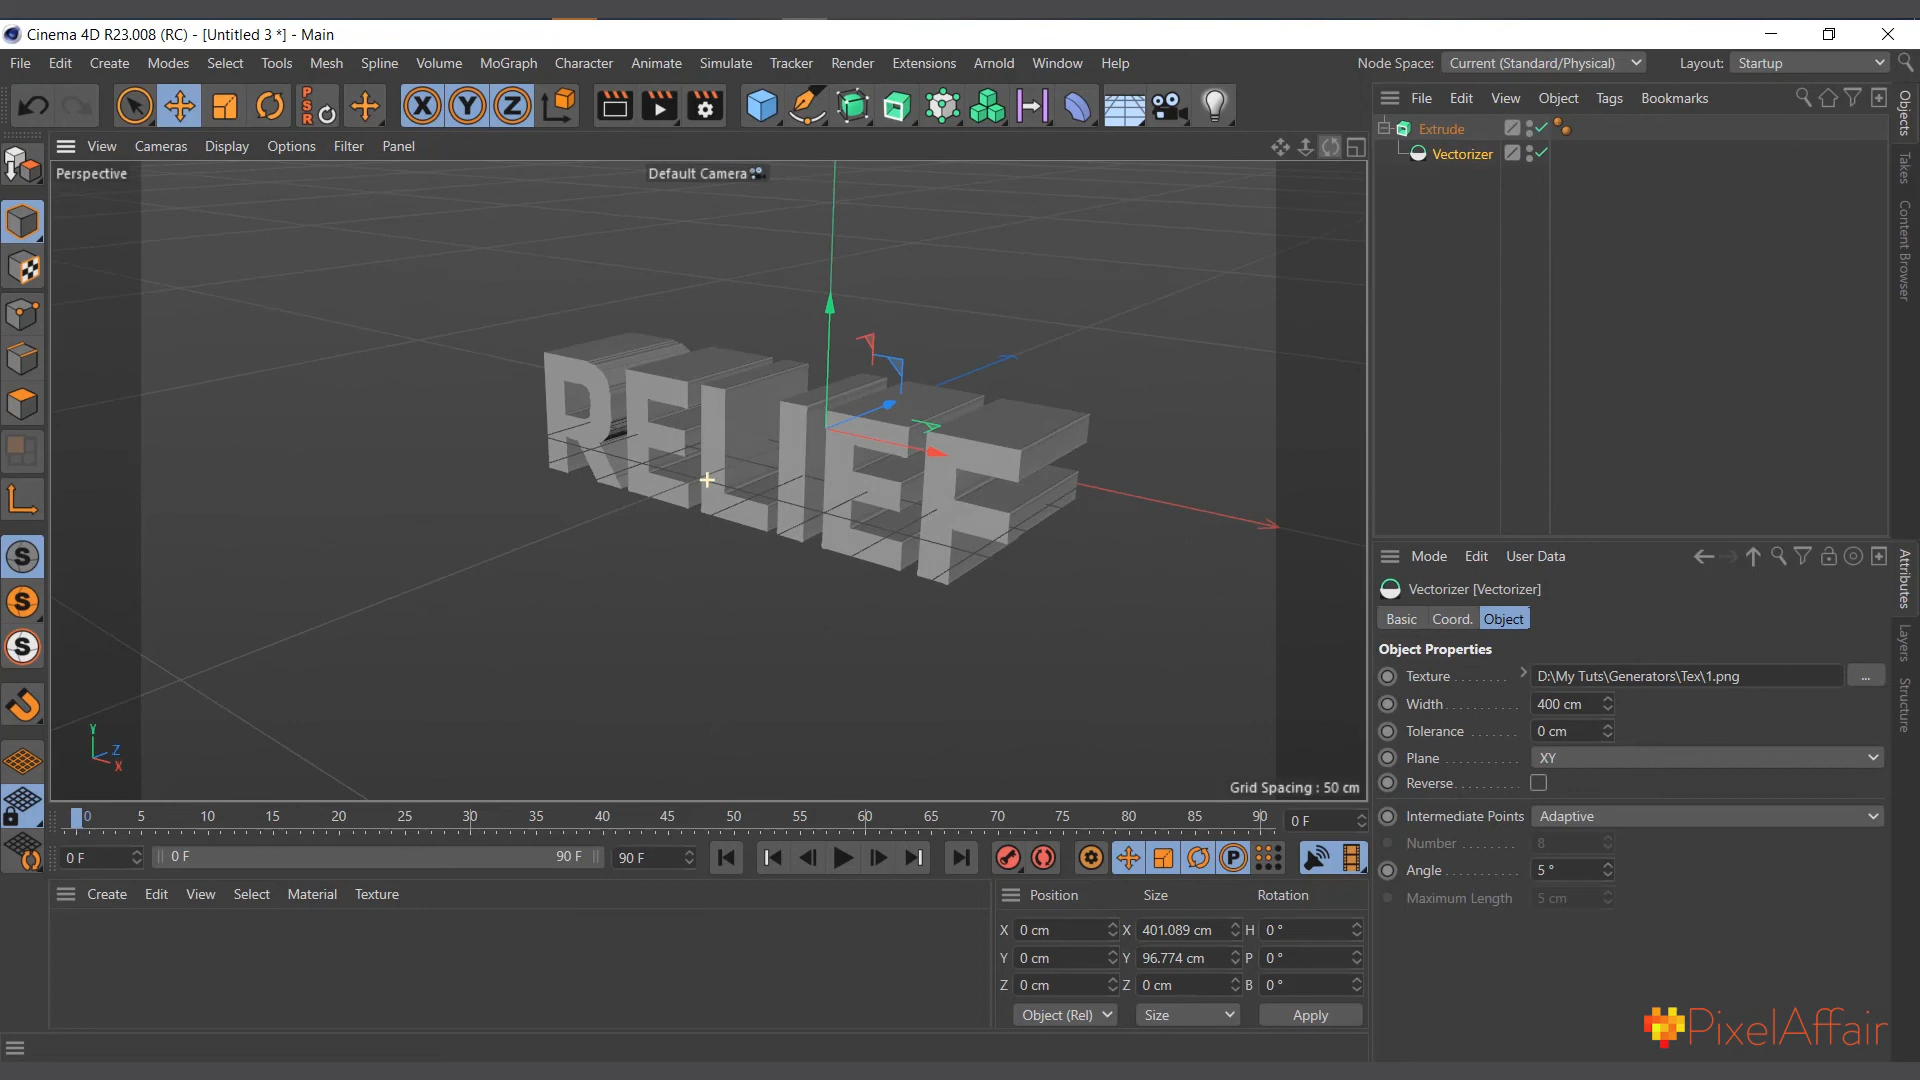 Cinema 4D R23.008 (RC) - [Untitled 3 *] - Main
File Edit Create Modes Select Tools Mesh Spline Volume MoGraph Character Animate Simulate Tracker Render Extensions Arnold Window Help
Node Space: Current (Standard/Physical) Layout: Startup
PSR X Y Z
File Edit View Object Tags Bookmarks
View Cameras Display Options Filter Panel
Perspective
Default Camera
Extrude
Vectorizer
Objects
Takes
Content Browser
RELIEF
Y
Z
X
Grid Spacing : 50 cm
S
S
S
Mode Edit User Data
Vectorizer [Vectorizer]
Basic Coord. Object
Object Properties
Texture D:\My Tuts\Generators\Tex\1.png ...
Width 400 cm
Tolerance 0 cm
Plane XY
Reverse
Intermediate Points Adaptive
Number 8
Angle 5 °
Maximum Length 5 cm
Attributes
Layers
Structure
0 5 10 15 20 25 30 35 40 45 50 55 60 65 70 75 80 85 90 0 F
0 F 0 F 90 F 90 F P
Create Edit View Select Material Texture
Position Size Rotation
X 0 cm X 401.089 cm H 0 °
Y 0 cm Y 96.774 cm P 0 °
Z 0 cm Z 0 cm B 0 °
Object (Rel) Size Apply
PixelAffair